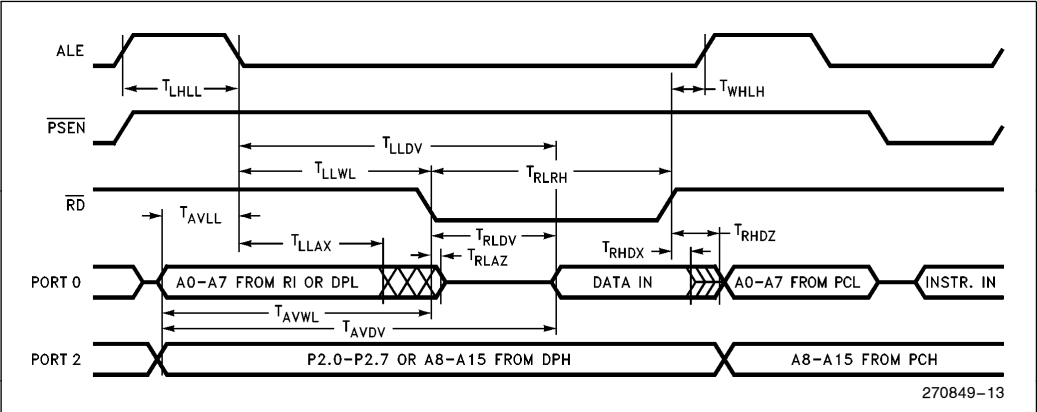 ALE
TLHLL
TWHLH
PSEN
TLLDV
TLLWL
TRLRH
RD
TAVLL
TLLAX
TRLDV
TRLAZ
TRHDX
TRHDZ
PORT 0
A0-A7 FROM RI OR DPL
DATA IN
A0-A7 FROM PCL
INSTR. IN
TAVWL
TAVDV
PORT 2
P2.0-P2.7 OR A8-A15 FROM DPH
A8-A15 FROM PCH
270849-13